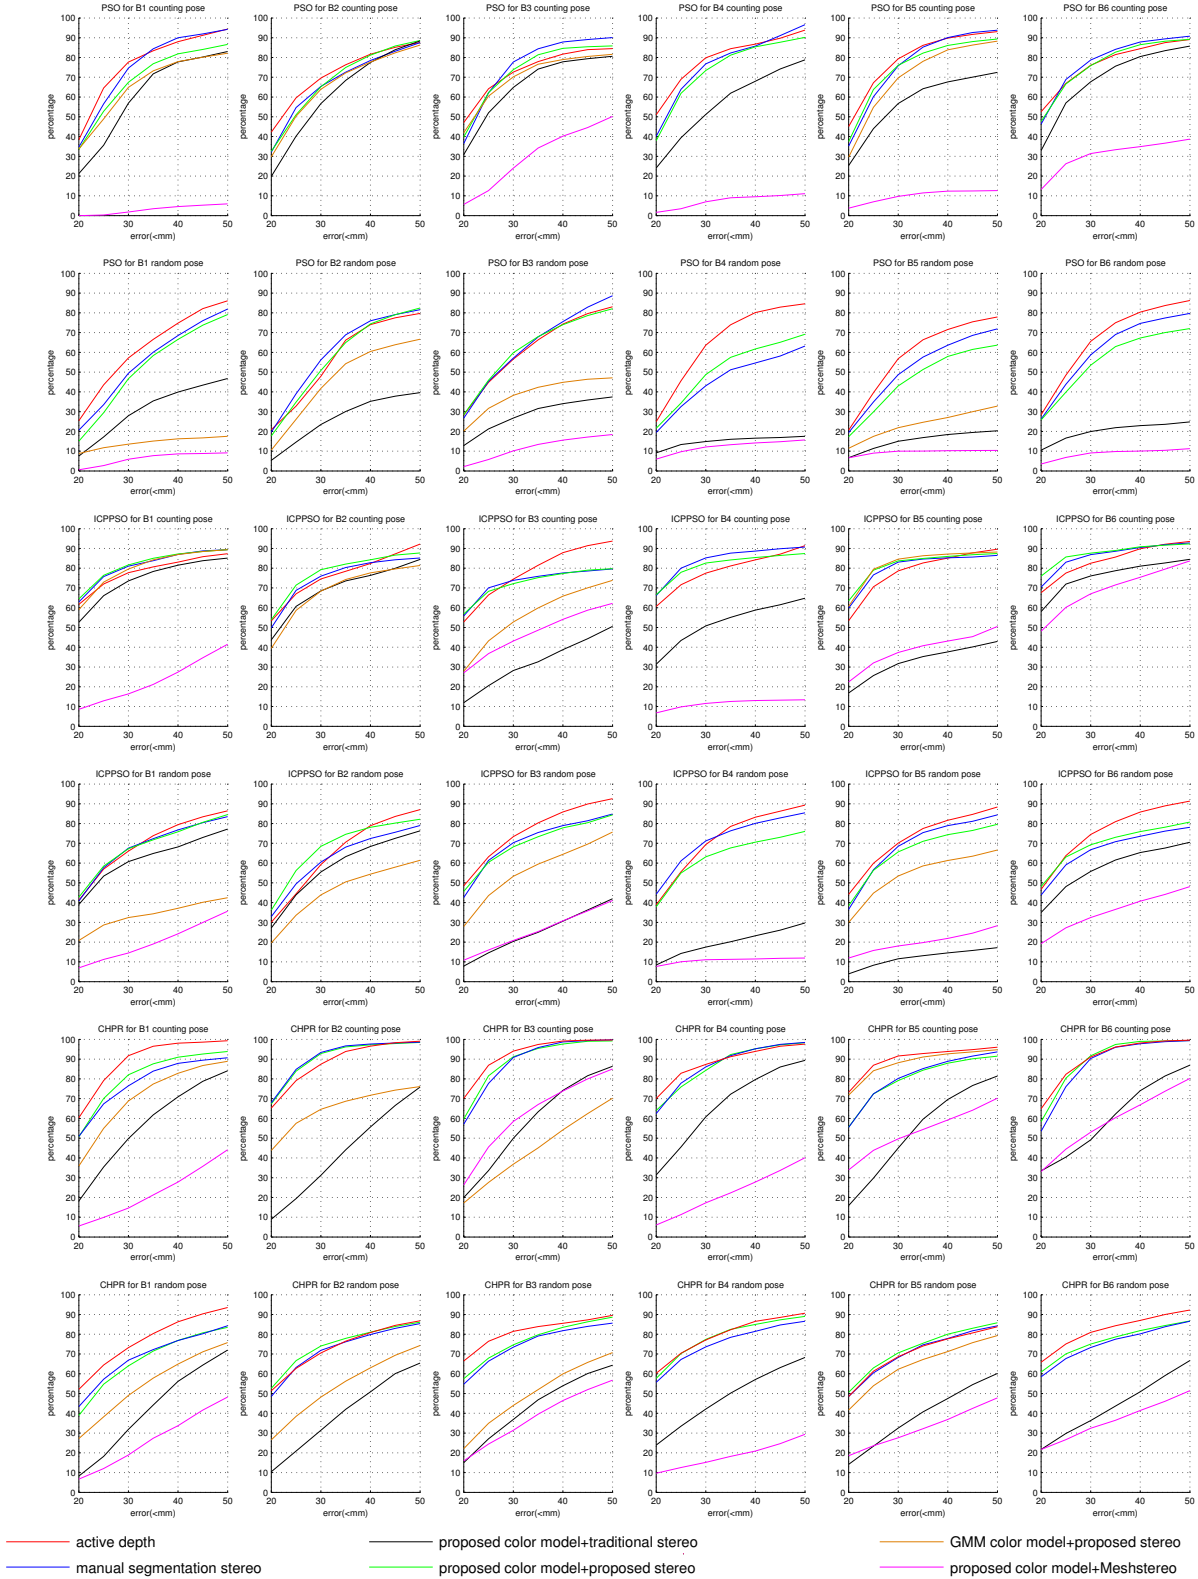 PSO for B1 counting pose
PSO for B2 counting pose
PSO for B3 counting pose
PSO for B4 counting pose
PSO for B5 counting pose
PSO for B6 counting pose
percentage
100
90
80
70
60
50
40
30
20
10
0
20 30 40 50
error(<mm)
PSO for B1 random pose
PSO for B2 random pose
PSO for B3 random pose
PSO for B4 random pose
PSO for B5 random pose
PSO for B6 random pose
ICPPSO for B1 counting pose
ICPPSO for B2 counting pose
ICPPSO for B3 counting pose
ICPPSO for B4 counting pose
ICPPSO for B5 counting pose
ICPPSO for B6 counting pose
ICPPSO for B1 random pose
ICPPSO for B2 random pose
ICPPSO for B3 random pose
ICPPSO for B4 random pose
ICPPSO for B5 random pose
ICPPSO for B6 random pose
CHPR for B1 counting pose
CHPR for B2 counting pose
CHPR for B3 counting pose
CHPR for B4 counting pose
CHPR for B5 counting pose
CHPR for B6 counting pose
CHPR for B1 random pose
CHPR for B2 random pose
CHPR for B3 random pose
CHPR for B4 random pose
CHPR for B5 random pose
CHPR for B6 random pose
active depth
proposed color model+traditional stereo
GMM color model+proposed stereo
manual segmentation stereo
proposed color model+proposed stereo
proposed color model+Meshstereo